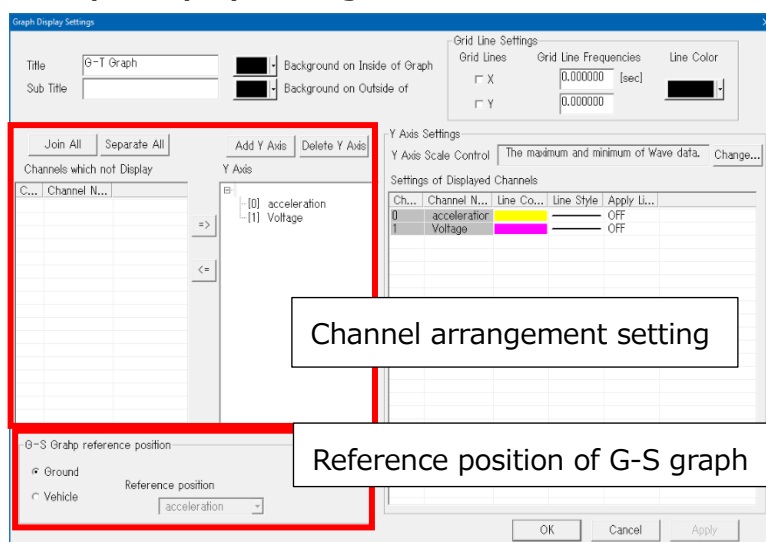 Graph Display Settings
Title G-T Graph
Sub Title
Background on Inside of Graph
Background on Outside of
Grid Line Settings
Grid Lines Grid Line Frequencies Line Color
X 0.000000 [sec]
Y 0.000000
Join All Separate All Add Y Axis Delete Y Axis
Channels which not Display Y Axis
C... Channel N...
[0] acceleration
[1] Voltage
=>
<=
Y Axis Settings
Y Axis Scale Control The maximum and minimum of Wave data. Change...
Settings of Displayed Channels
Ch... Channel N... Line Co... Line Style Apply Li...
0 acceleration OFF
1 Voltage OFF
Channel arrangement setting
G-S Grahp reference position
Ground
Vehicle
Reference position
acceleration
Reference position of G-S graph
OK Cancel Apply